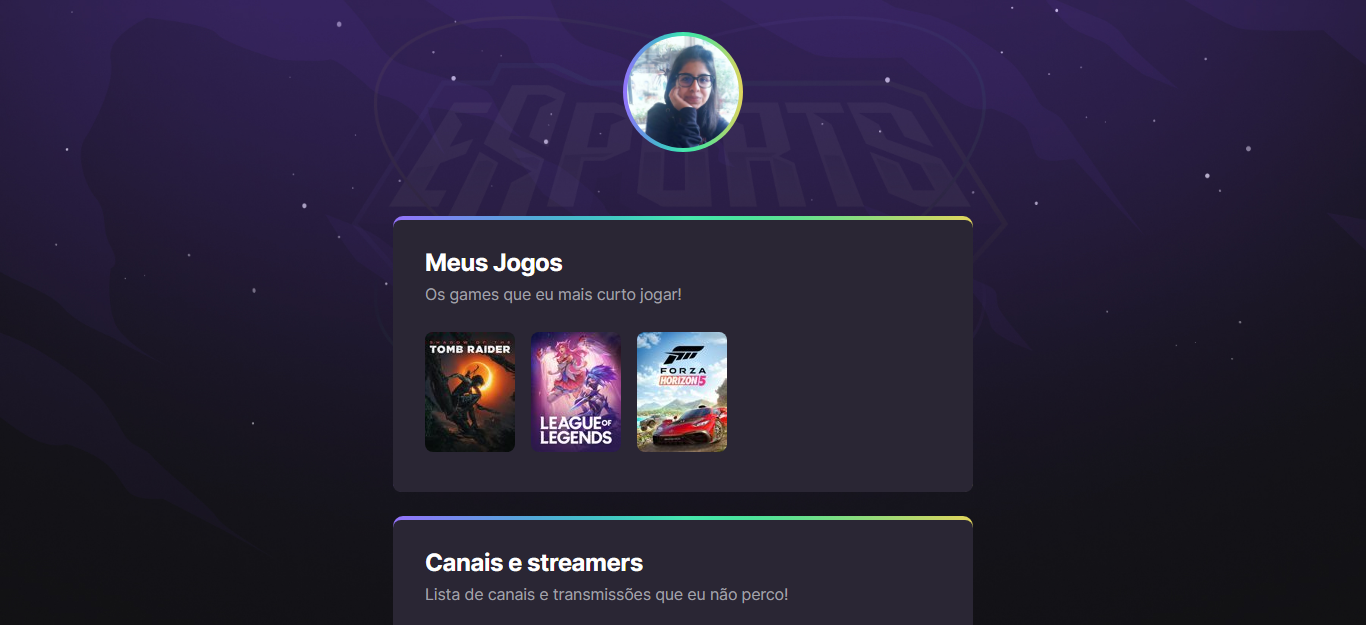 ESPORTS
Meus Jogos
Os games que eu mais curto jogar!
SHADOW OF THE
TOMB RAIDER
LEAGUE OF
LEGENDS
FORZA
HORIZON 5
Canais e streamers
Lista de canais e transmissões que eu não perco!